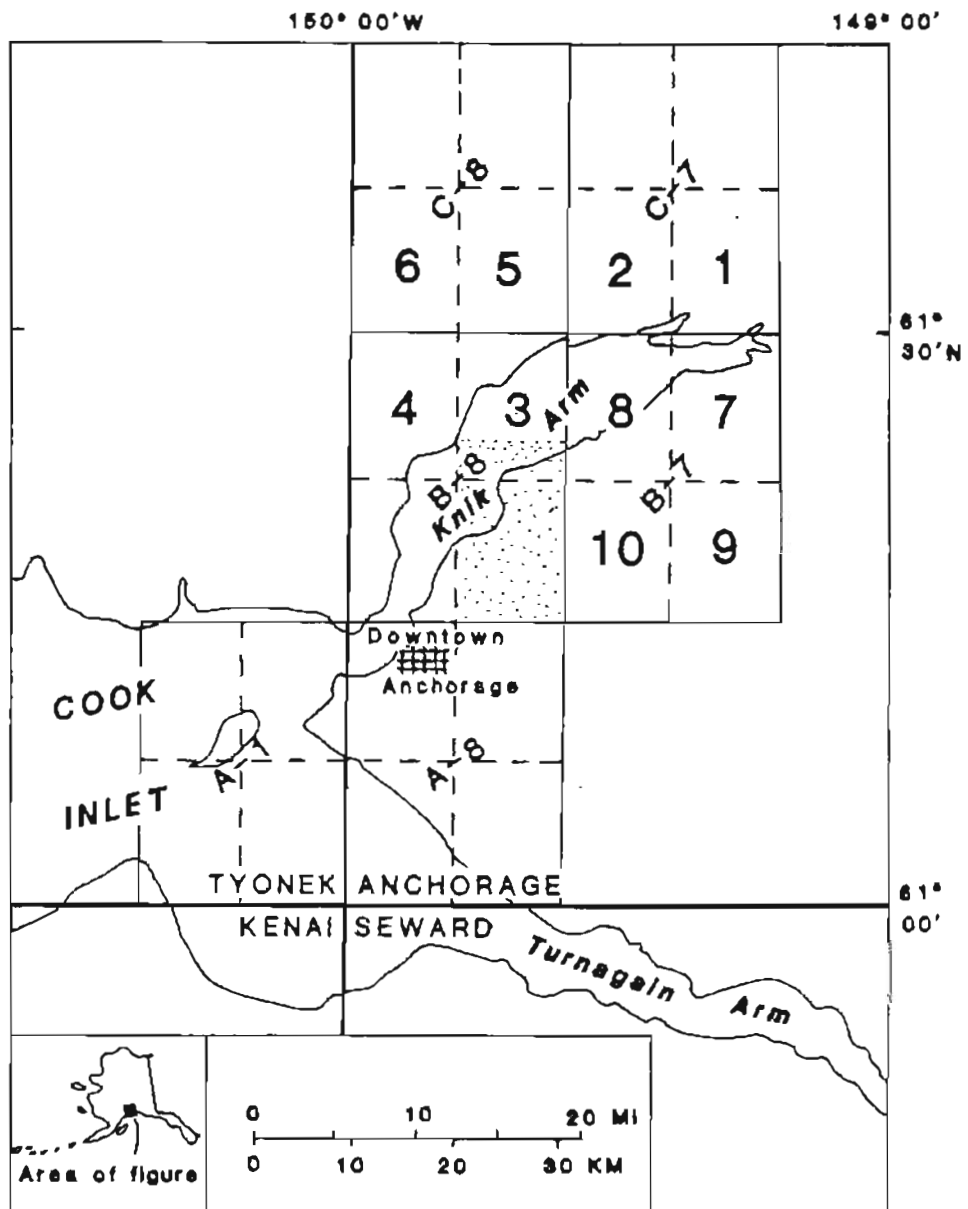 150° 00'W 149° 00'
C-8 C-7
6 5 2 1
61°
30'N
4 3 Arm 8 7
B-8 B-7
Knik
10 9
Downtown
Anchorage
COOK
A-7 A-8
INLET
TYONEK ANCHORAGE
61°
00'
KENAI SEWARD
Turnagain Arm
0 10 20 MI
0 10 20 30 KM
Area of figure